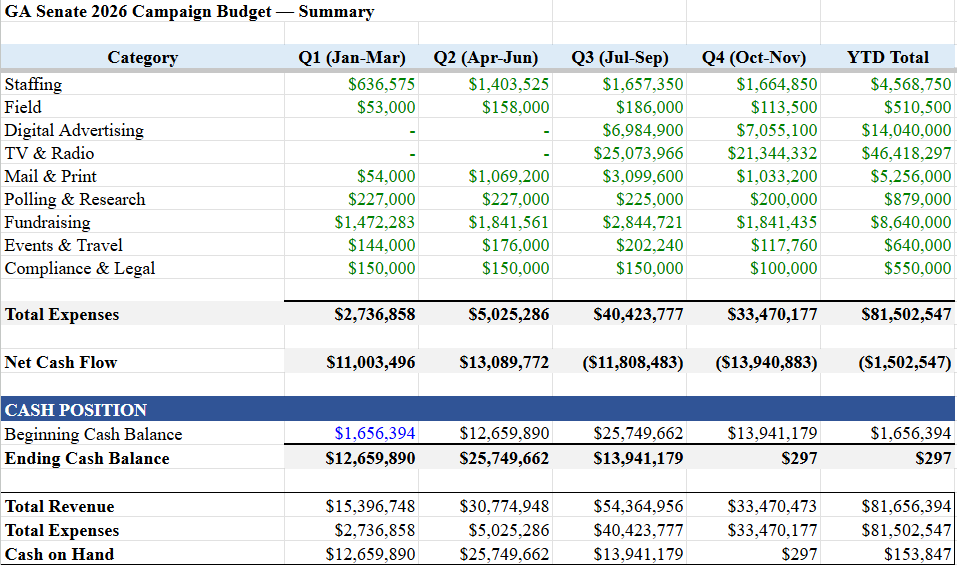 GA Senate 2026 Campaign Budget — Summary
Category Q1 (Jan-Mar) Q2 (Apr-Jun) Q3 (Jul-Sep) Q4 (Oct-Nov) YTD Total
Staffing $636,575 $1,403,525 $1,657,350 $1,664,850 $4,568,750
Field $53,000 $158,000 $186,000 $113,500 $510,500
Digital Advertising - - $6,984,900 $7,055,100 $14,040,000
TV & Radio - - $25,073,966 $21,344,332 $46,418,297
Mail & Print $54,000 $1,069,200 $3,099,600 $1,033,200 $5,256,000
Polling & Research $227,000 $227,000 $225,000 $200,000 $879,000
Fundraising $1,472,283 $1,841,561 $2,844,721 $1,841,435 $8,640,000
Events & Travel $144,000 $176,000 $202,240 $117,760 $640,000
Compliance & Legal $150,000 $150,000 $150,000 $100,000 $550,000
Total Expenses $2,736,858 $5,025,286 $40,423,777 $33,470,177 $81,502,547
Net Cash Flow $11,003,496 $13,089,772 ($11,808,483) ($13,940,883) ($1,502,547)
CASH POSITION
Beginning Cash Balance $1,656,394 $12,659,890 $25,749,662 $13,941,179 $1,656,394
Ending Cash Balance $12,659,890 $25,749,662 $13,941,179 $297 $297
Total Revenue $15,396,748 $30,774,948 $54,364,956 $33,470,473 $81,656,394
Total Expenses $2,736,858 $5,025,286 $40,423,777 $33,470,177 $81,502,547
Cash on Hand $12,659,890 $25,749,662 $13,941,179 $297 $153,847